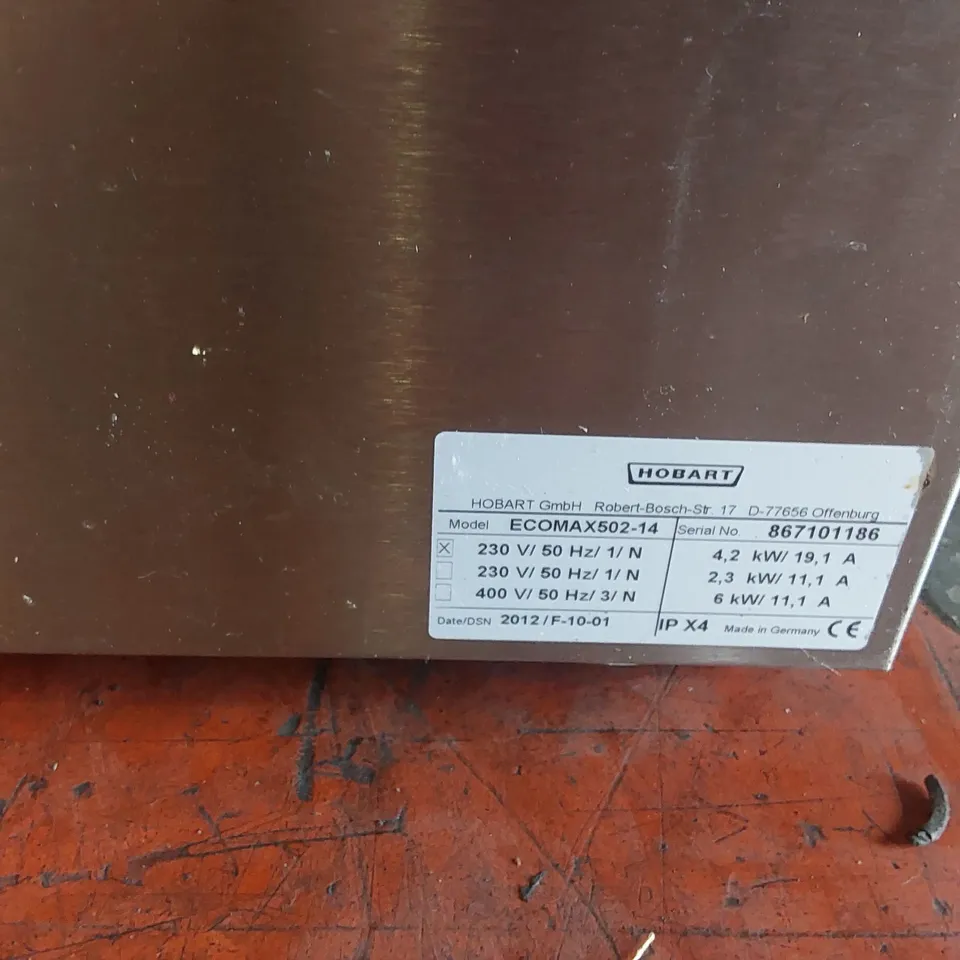 HOBART
HOBART GmbH Robert-Bosch-Str. 17 D-77656 Offenburg
Model ECOMAX502-14 Serial No. 867101186
X 230 V/ 50 Hz/ 1/ N 4,2 kW/ 19,1 A
230 V/ 50 Hz/ 1/ N 2,3 kW/ 11,1 A
400 V/ 50 Hz/ 3/ N 6 kW/ 11,1 A
Date/DSN 2012/F-10-01 IP X4 Made in Germany CE